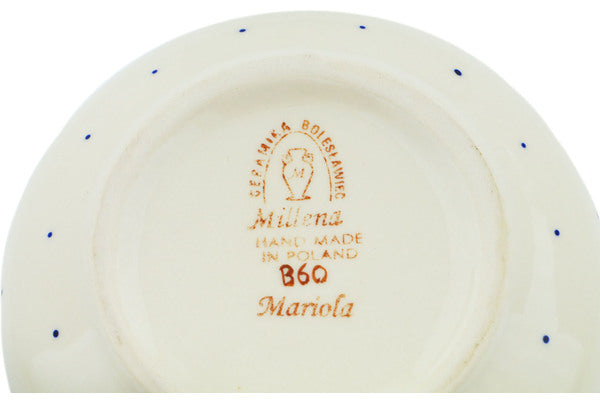 CERAMIKA BOLESŁAWIEC
M
Millena
HAND MADE
IN POLAND
B60
Mariola